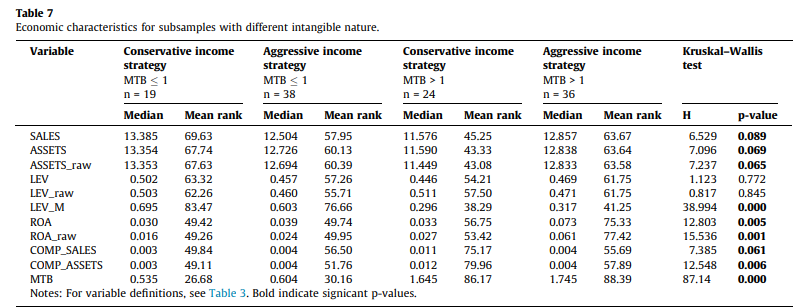 Table 7
Economic characteristics for subsamples with different intangible nature.
Variable Conservative income strategy MTB ≤ 1 n = 19 Aggressive income strategy MTB ≤ 1 n = 38 Conservative income strategy MTB > 1 n = 24 Aggressive income strategy MTB > 1 n = 36 Kruskal–Wallis test
Median Mean rank Median Mean rank Median Mean rank Median Mean rank H p-value
SALES 13.385 69.63 12.504 57.95 11.576 45.25 12.857 63.67 6.529 0.089
ASSETS 13.354 67.74 12.726 60.13 11.590 43.33 12.838 63.64 7.096 0.069
ASSETS_raw 13.353 67.63 12.694 60.39 11.449 43.08 12.833 63.58 7.237 0.065
LEV 0.502 63.32 0.457 57.26 0.446 54.21 0.469 61.75 1.123 0.772
LEV_raw 0.503 62.26 0.460 55.71 0.511 57.50 0.471 61.75 0.817 0.845
LEV_M 0.695 83.47 0.603 76.66 0.296 38.29 0.317 41.25 38.994 0.000
ROA 0.030 49.42 0.039 49.74 0.033 56.75 0.073 75.33 12.803 0.005
ROA_raw 0.016 49.26 0.024 49.95 0.027 53.42 0.061 77.42 15.536 0.001
COMP_SALES 0.003 49.84 0.004 56.50 0.011 75.17 0.004 55.69 7.385 0.061
COMP_ASSETS 0.003 49.11 0.004 51.76 0.012 79.96 0.004 57.89 12.548 0.006
MTB 0.535 26.68 0.604 30.16 1.645 86.17 1.745 88.39 87.14 0.000
Notes: For variable definitions, see Table 3. Bold indicate signicant p-values.